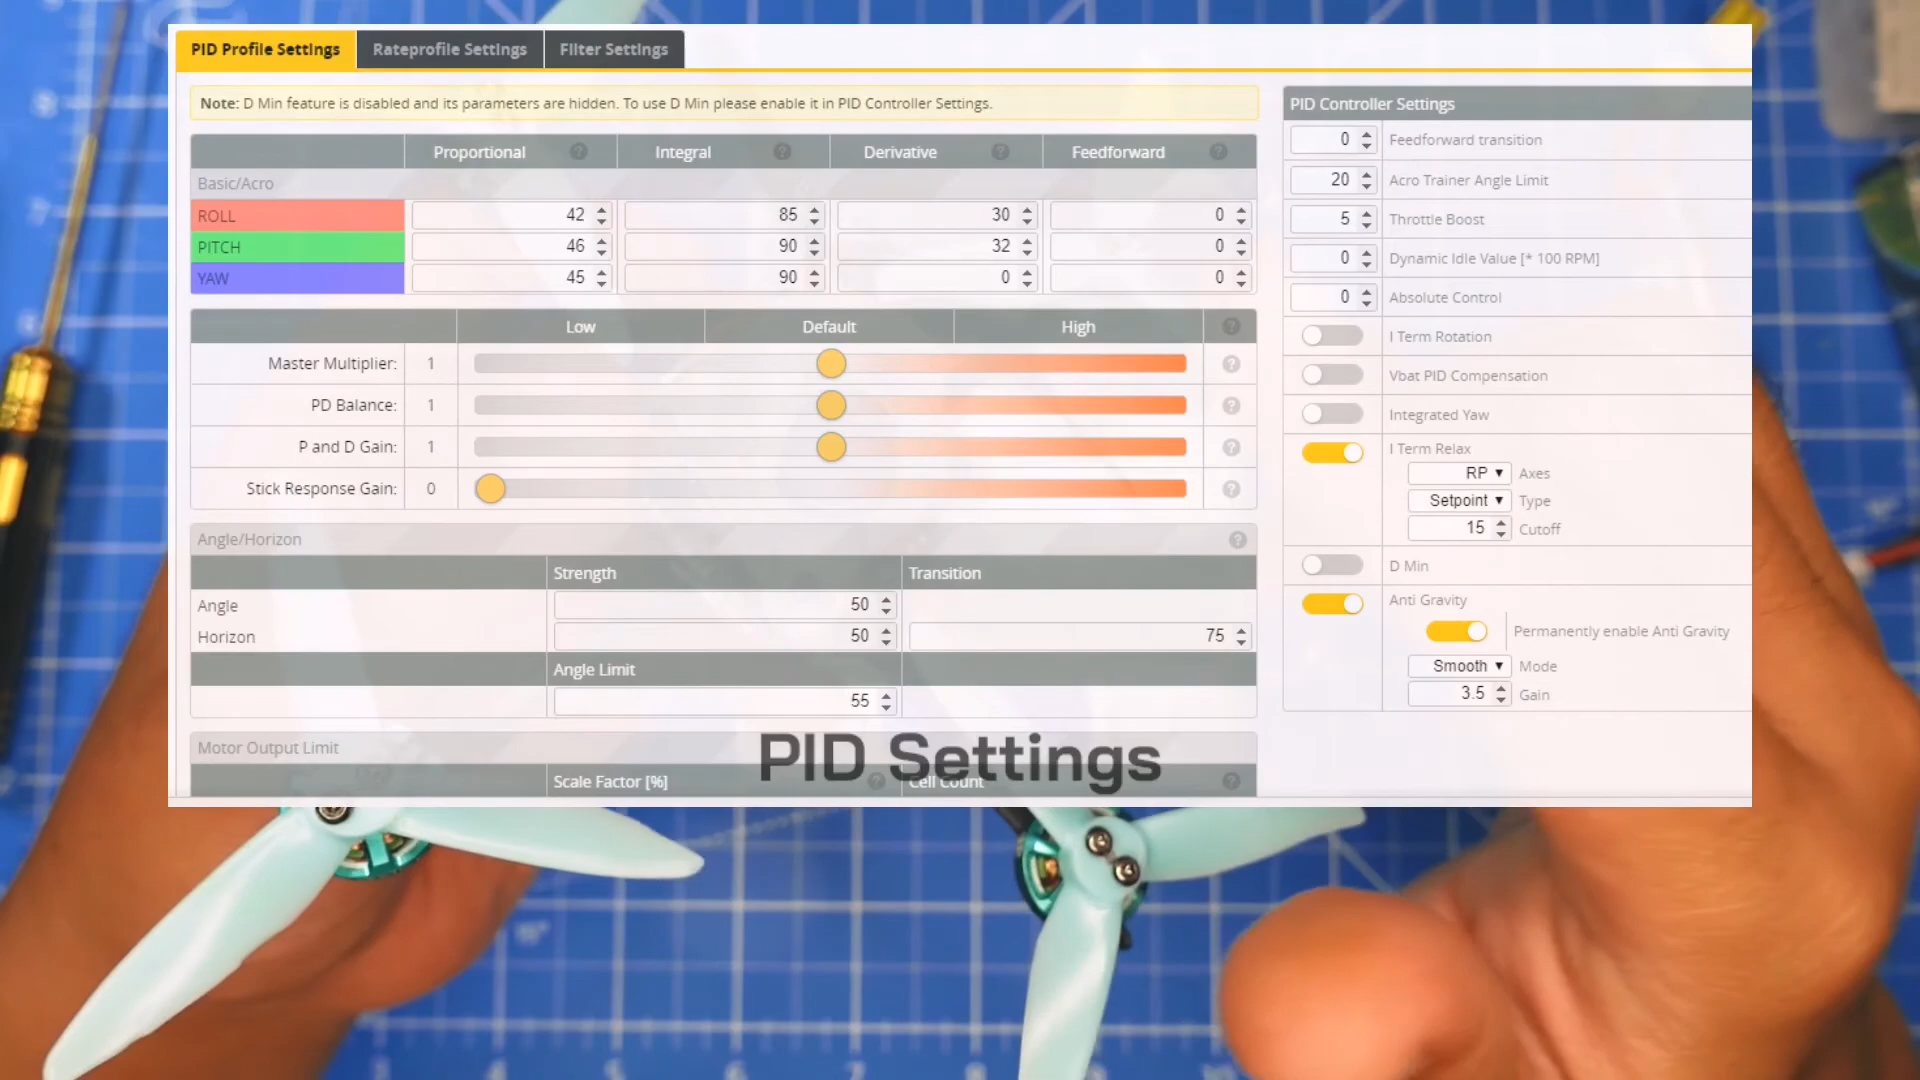 PID Profile Settings Rateprofile Settings Filter Settings
Note: D Min feature is disabled and its parameters are hidden. To use D Min please enable it in PID Controller Settings.
Proportional Integral Derivative Feedforward
Basic/Acro
ROLL 42 85 30 0
PITCH 46 90 32 0
YAW 45 90 0 0
Low Default High
Master Multiplier: 1
PD Balance: 1
P and D Gain: 1
Stick Response Gain: 0
Angle/Horizon
Strength Transition
Angle 50
Horizon 50 75
Angle Limit
55
Motor Output Limit
Scale Factor [%] Cell Count
PID Settings
PID Controller Settings
0 Feedforward transition
20 Acro Trainer Angle Limit
5 Throttle Boost
0 Dynamic Idle Value [* 100 RPM]
0 Absolute Control
I Term Rotation
Vbat PID Compensation
Integrated Yaw
I Term Relax
RP Axes
Setpoint Type
15 Cutoff
D Min
Anti Gravity
Permanently enable Anti Gravity
Smooth Mode
3.5 Gain